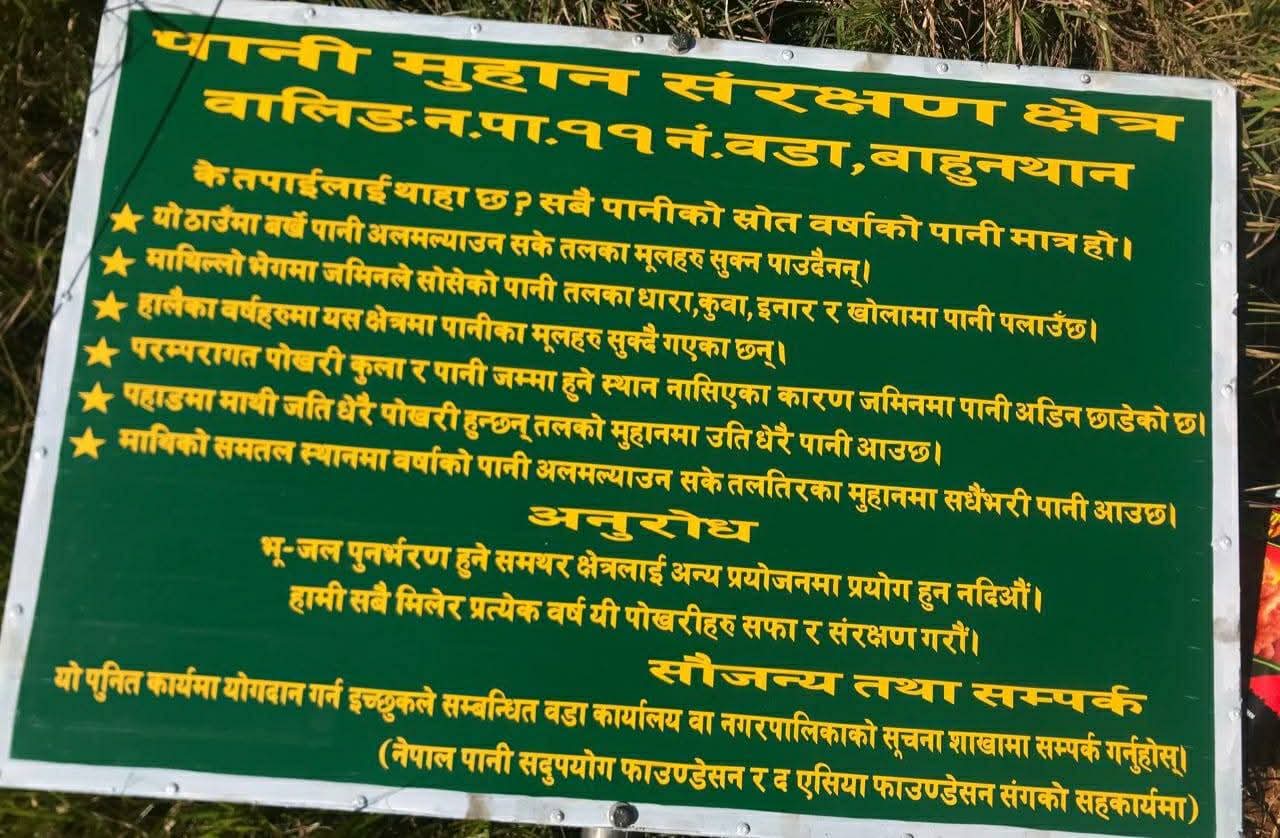 पानी मुहान संरक्षण क्षेत्र
वालिङ न.पा.११ नं.वडा,बाहुनथान
के तपाईलाई थाहा छ? सबै पानीको स्रोत वर्षाको पानी मात्र हो।
★ यो ठाउँमा बर्खे पानी अलमल्याउन सके तलका मूलहरु सुक्न पाउदैनन्।
★ माथिल्लो भेगमा जमिनले सोसेको पानी तलका धारा,कुवा,इनार र खोलामा पानी पलाउँछ।
★ हालैका वर्षहरुमा यस क्षेत्रमा पानीका मूलहरु सुक्दै गएका छन्।
★ परम्परागत पोखरी कुला र पानी जम्मा हुने स्थान नासिएका कारण जमिनमा पानी अडिन छाडेको छ।
★ पहाडमा माथी जति धेरै पोखरी हुन्छन् तलको मुहानमा उति धेरै पानी आउछ।
★ माथिको समतल स्थानमा वर्षाको पानी अलमल्याउन सके तलतिरका मुहानमा सधैंभरी पानी आउछ।
अनुरोध
भू-जल पुनर्भरण हुने समथर क्षेत्रलाई अन्य प्रयोजनमा प्रयोग हुन नदिऔं।
हामी सबै मिलेर प्रत्येक वर्ष यी पोखरीहरु सफा र संरक्षण गरौं।
सौजन्य तथा सम्पर्क
यो पुनित कार्यमा योगदान गर्न इच्छुकले सम्बन्धित वडा कार्यालय वा नगरपालिकाको सूचना शाखामा सम्पर्क गर्नुहोस्।
(नेपाल पानी सदुपयोग फाउण्डेसन र द एसिया फाउण्डेसन संगको सहकार्यमा)